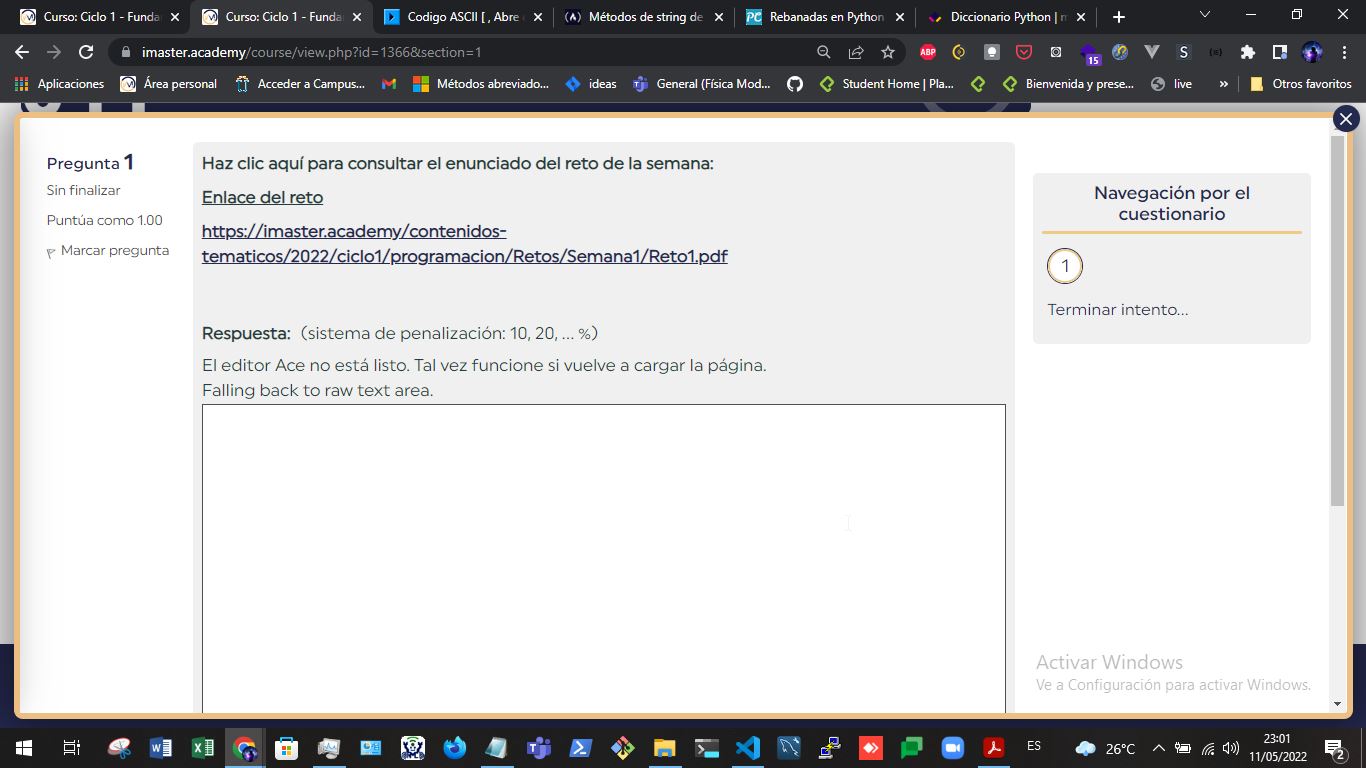 Curso: Ciclo 1 - Funda
Curso: Ciclo 1 - Funda
Codigo ASCII [ , Abre
Métodos de string de
Rebanadas en Python
Diccionario Python | m
imaster.academy/course/view.php?id=1366&section=1
ABP
15
S
Aplicaciones
Área personal
Acceder a Campus...
Métodos abreviado...
ideas
General (Física Mod...
Student Home | Pla...
Bienvenida y prese...
live
»
Otros favoritos
Pregunta 1
Sin finalizar
Puntúa como 1.00
Marcar pregunta
Haz clic aquí para consultar el enunciado del reto de la semana:
Enlace del reto
https://imaster.academy/contenidos-
tematicos/2022/ciclo1/programacion/Retos/Semana1/Reto1.pdf
Respuesta: (sistema de penalización: 10, 20, ... %)
El editor Ace no está listo. Tal vez funcione si vuelve a cargar la página.
Falling back to raw text area.
Navegación por el
cuestionario
1
Terminar intento...
Activar Windows
Ve a Configuración para activar Windows.
ES
26°C
23:01
11/05/2022
2